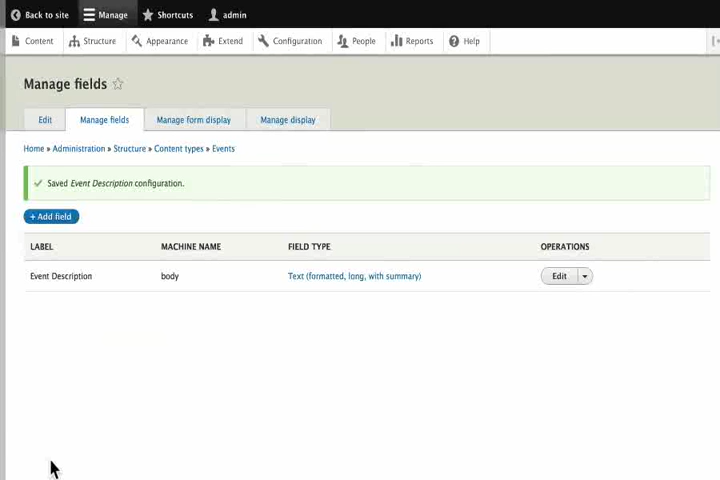 Back to site Manage Shortcuts admin
Content Structure Appearance Extend Configuration People Reports Help
Manage fields
Edit Manage fields Manage form display Manage display
Home » Administration » Structure » Content types » Events
Saved Event Description configuration.
+ Add field
LABEL MACHINE NAME FIELD TYPE OPERATIONS
Event Description body Text (formatted, long, with summary) Edit